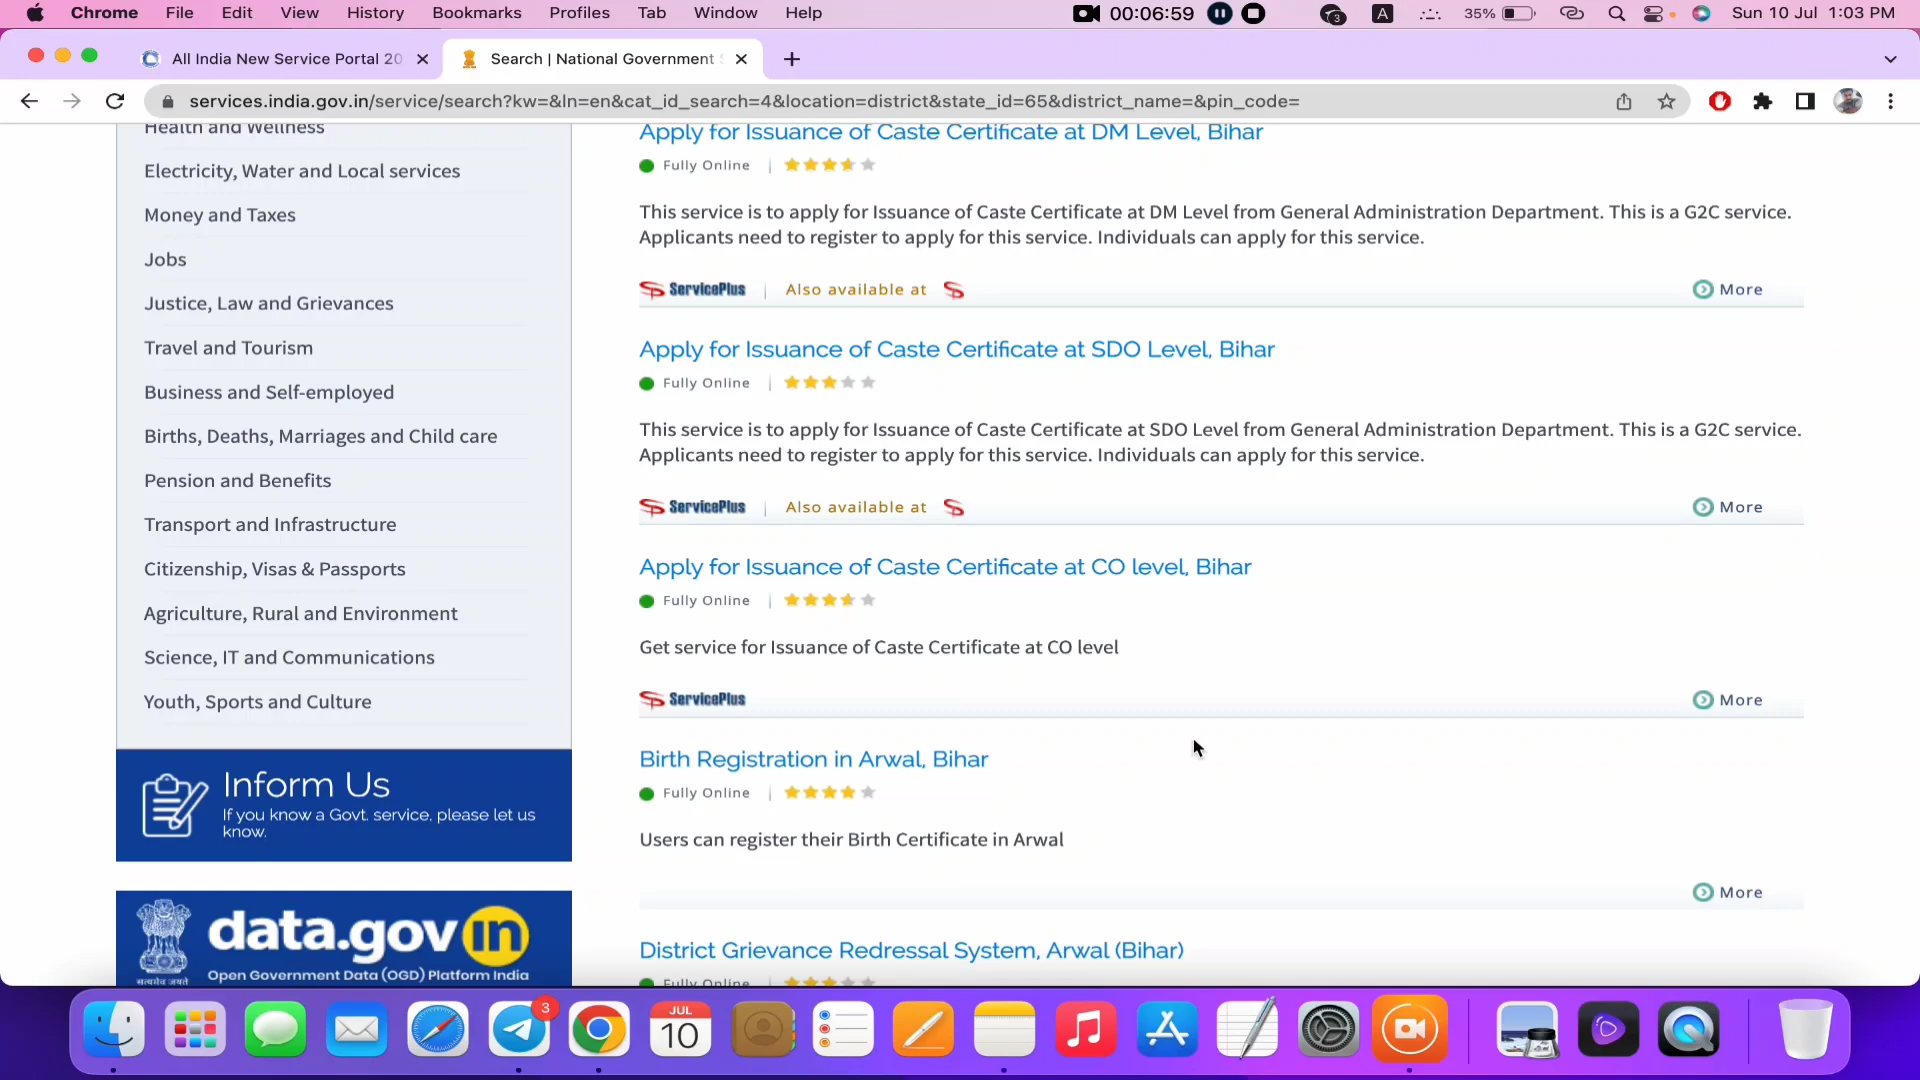 Chrome File Edit View History Bookmarks Profiles Tab Window Help 00:06:59 3 A 35% Sun 10 Jul 1:03 PM
All India New Service Portal 20 Search | National Government S
services.india.gov.in/service/search?kw=&ln=en&cat_id_search=4&location=district&state_id=65&district_name=&pin_code=
Health and Wellness
Electricity, Water and Local services
Money and Taxes
Jobs
Justice, Law and Grievances
Travel and Tourism
Business and Self-employed
Births, Deaths, Marriages and Child care
Pension and Benefits
Transport and Infrastructure
Citizenship, Visas & Passports
Agriculture, Rural and Environment
Science, IT and Communications
Youth, Sports and Culture
Inform Us
If you know a Govt. service, please let us
know.
सत्यमेव जयते
data.gov in
Open Government Data (OGD) Platform India
Apply for Issuance of Caste Certificate at DM Level, Bihar
Fully Online
This service is to apply for Issuance of Caste Certificate at DM Level from General Administration Department. This is a G2C service.
Applicants need to register to apply for this service. Individuals can apply for this service.
ServicePlus | Also available at More
Apply for Issuance of Caste Certificate at SDO Level, Bihar
Fully Online
This service is to apply for Issuance of Caste Certificate at SDO Level from General Administration Department. This is a G2C service.
Applicants need to register to apply for this service. Individuals can apply for this service.
ServicePlus | Also available at More
Apply for Issuance of Caste Certificate at CO level, Bihar
Fully Online
Get service for Issuance of Caste Certificate at CO level
ServicePlus More
Birth Registration in Arwal, Bihar
Fully Online
Users can register their Birth Certificate in Arwal
More
District Grievance Redressal System, Arwal (Bihar)
Fully Online
3
JUL
10